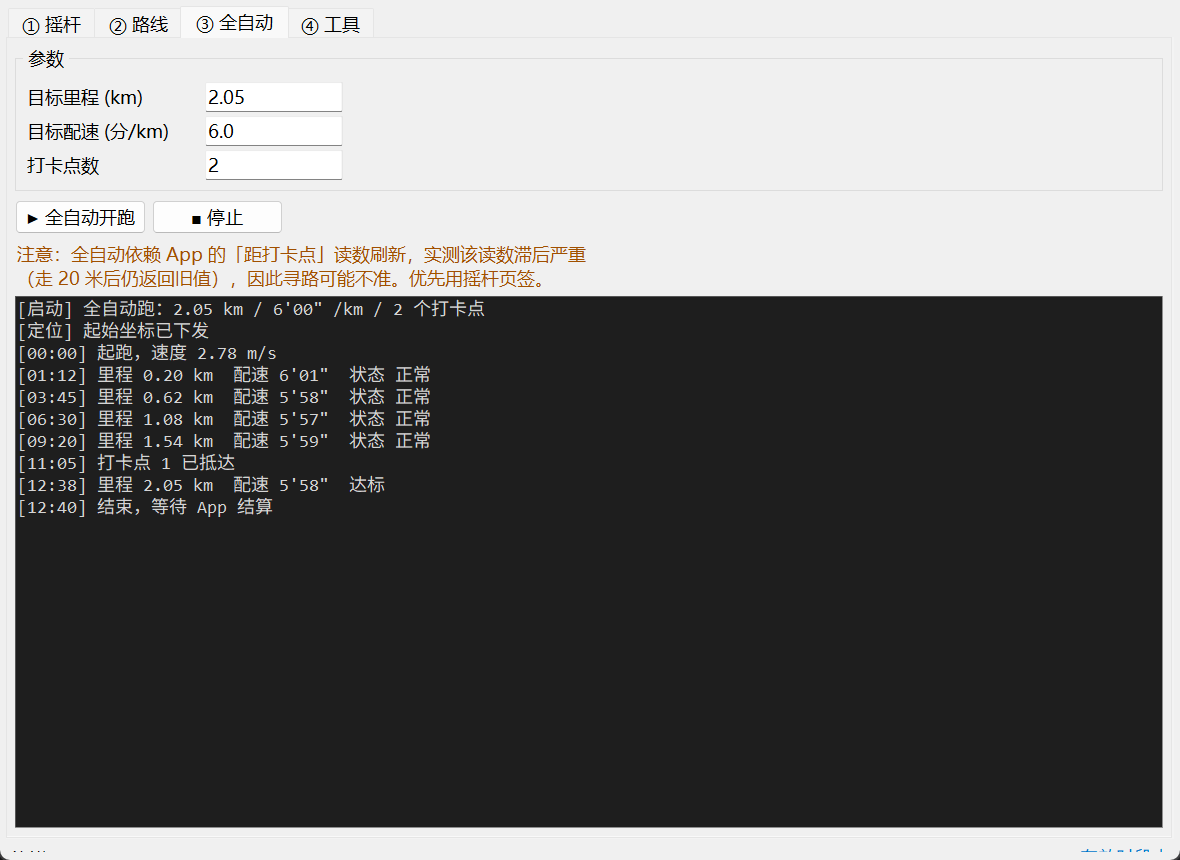 ① 摇杆 ② 路线 ③ 全自动 ④ 工具
参数
目标里程 (km) 2.05
目标配速 (分/km) 6.0
打卡点数 2
▶ 全自动开跑 ■ 停止
注意：全自动依赖 App 的「距打卡点」读数刷新，实测该读数滞后严重
（走 20 米后仍返回旧值），因此寻路可能不准。优先用摇杆页签。
[启动] 全自动跑：2.05 km / 6'00" /km / 2 个打卡点
[定位] 起始坐标已下发
[00:00] 起跑，速度 2.78 m/s
[01:12] 里程 0.20 km 配速 6'01" 状态 正常
[03:45] 里程 0.62 km 配速 5'58" 状态 正常
[06:30] 里程 1.08 km 配速 5'57" 状态 正常
[09:20] 里程 1.54 km 配速 5'59" 状态 正常
[11:05] 打卡点 1 已抵达
[12:38] 里程 2.05 km 配速 5'58" 达标
[12:40] 结束，等待 App 结算